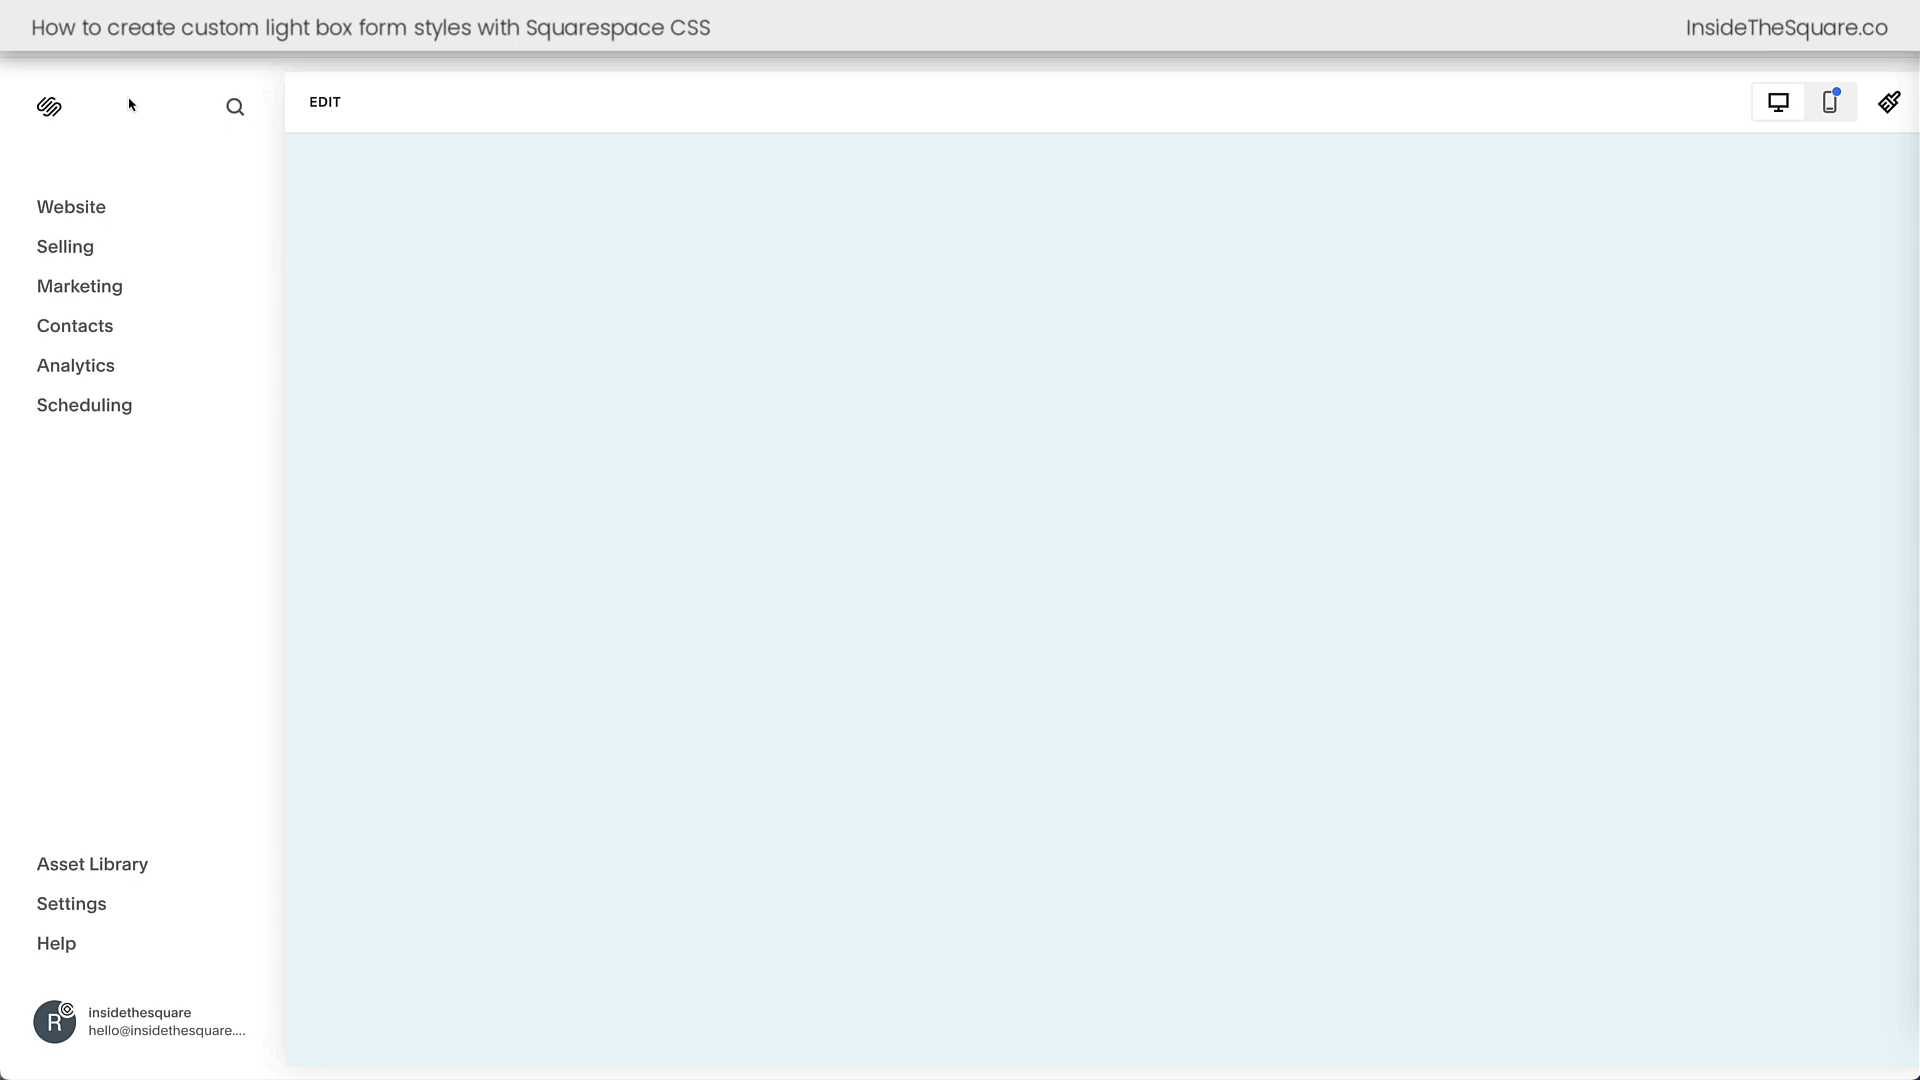 How to create custom light box form styles with Squarespace CSS
InsideTheSquare.co
EDIT
Website
Selling
Marketing
Contacts
Analytics
Scheduling
Asset Library
Settings
Help
R
insidethesquare
hello@insidethesquare....